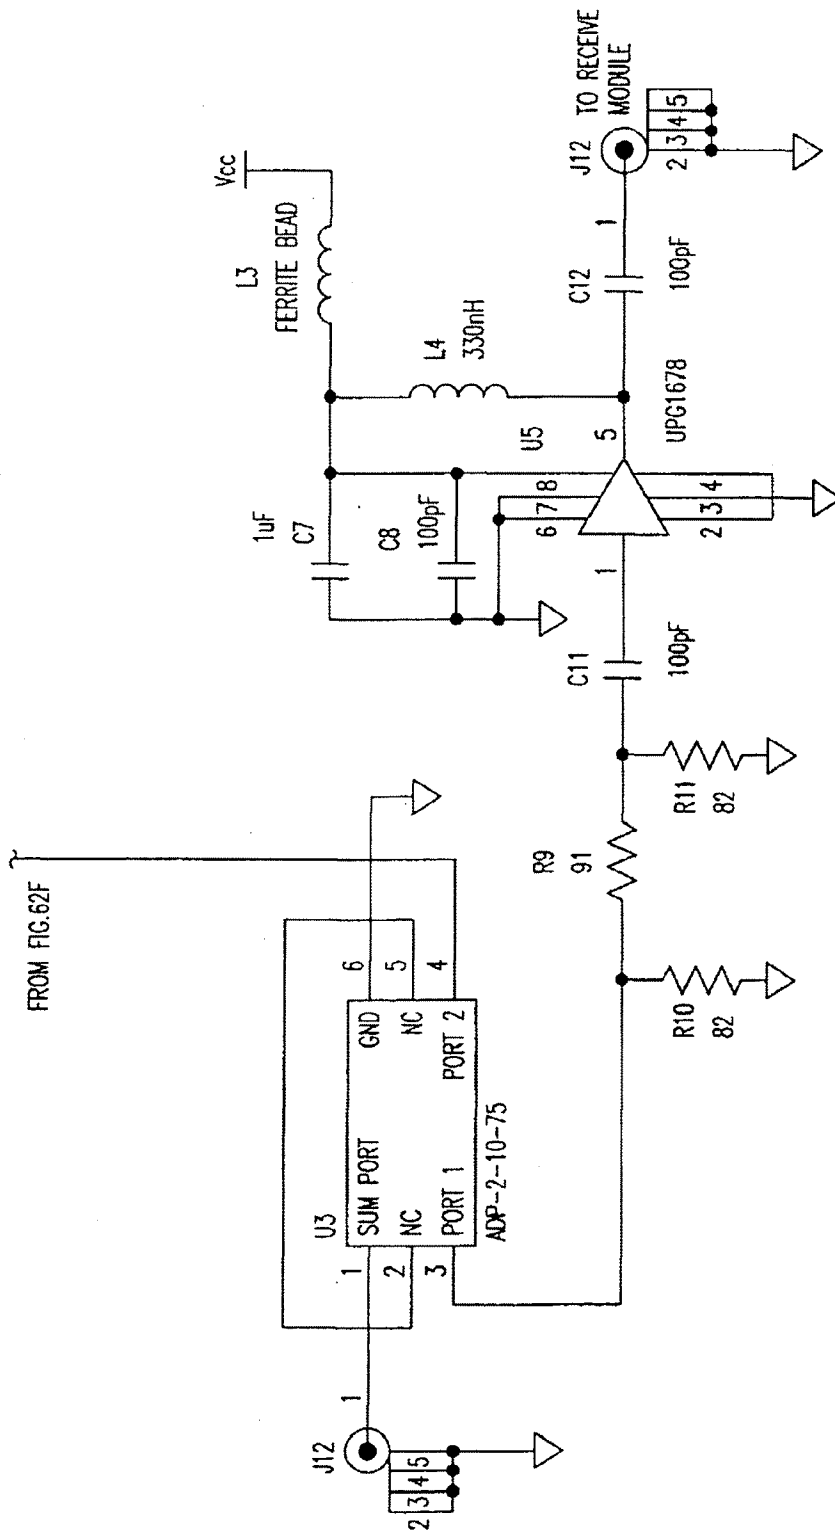 FROM FIG.62F
J12
1
2 3 4 5
U3
1
2
3
SUM PORT
NC
PORT 1
GND
NC
PORT 2
6
5
4
ADP-2-10-75
R10
82
R9
91
R11
82
C11
100pF
1uF
C7
C8
100pF
Vcc
L3
FERRITE BEAD
L4
330nH
U5
1
6 7 8
2 3 4
5
UPG1678
C12
100pF
1
J12
2 3 4 5
TO RECEIVE
MODULE